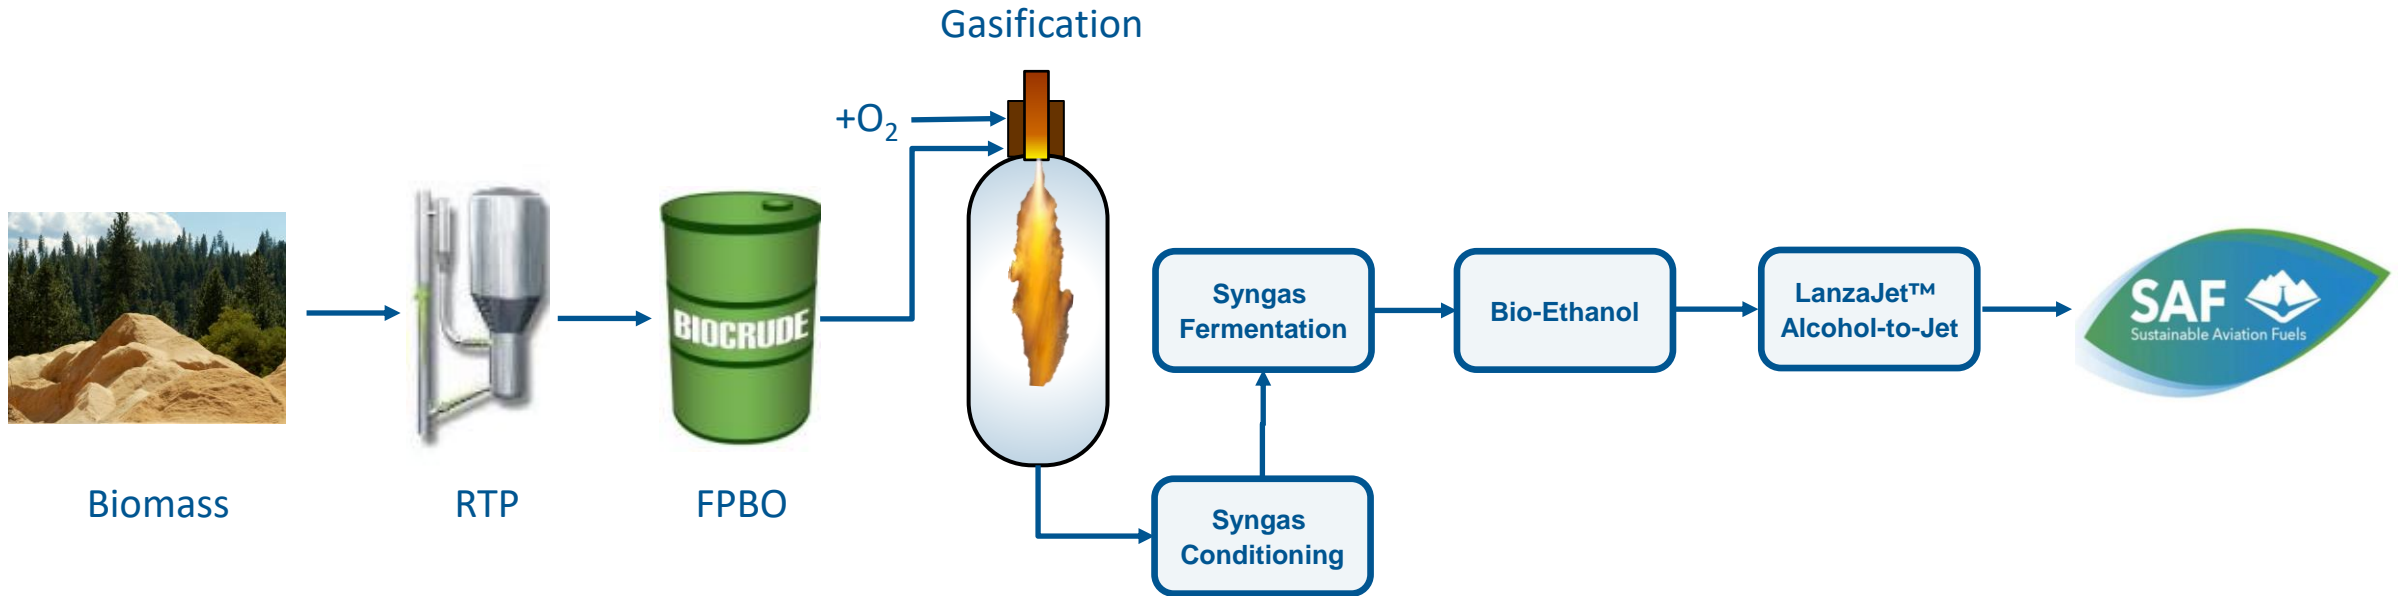 Gasification
+O₂
BIOCRUDE
Biomass
RTP
FPBO
Syngas
Conditioning
Syngas
Fermentation
Bio-Ethanol
LanzaJet™
Alcohol-to-Jet
SAF
Sustainable Aviation Fuels